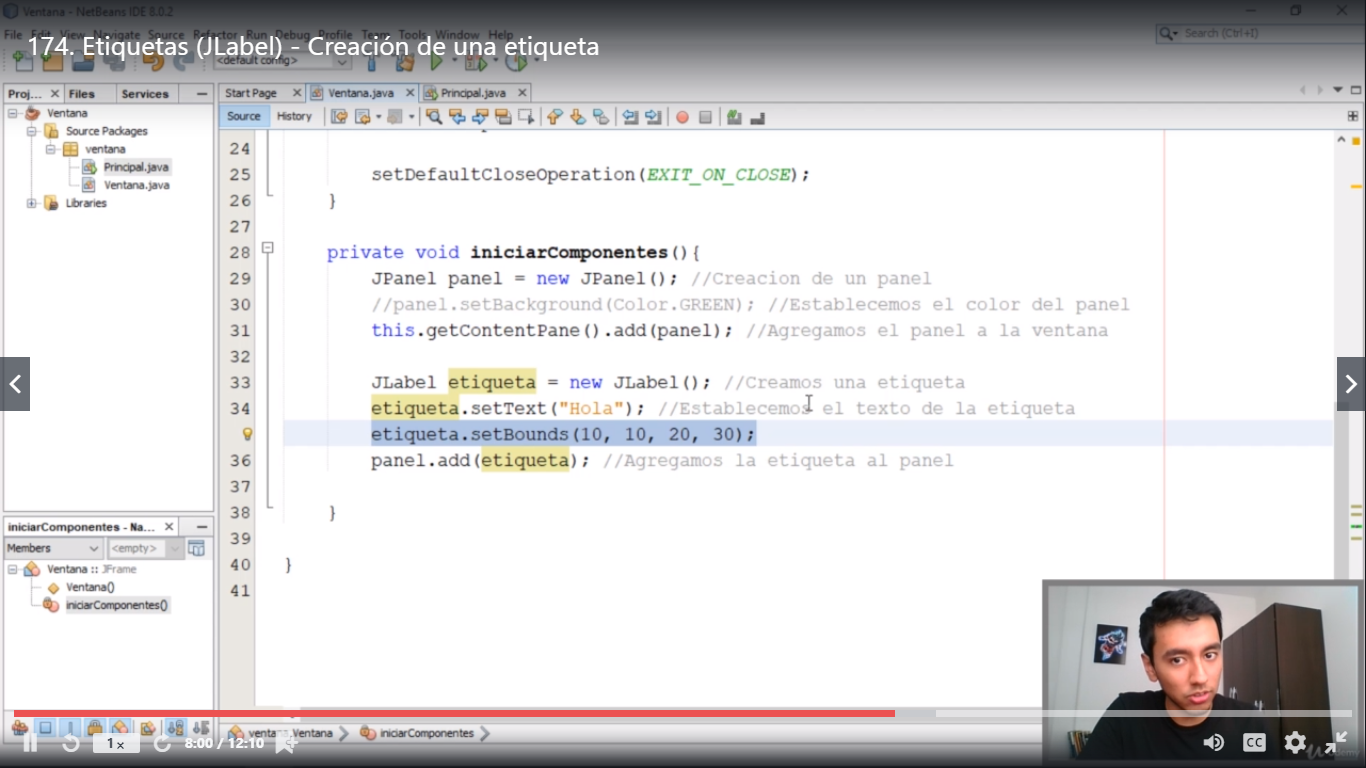 Ventana - NetBeans IDE 8.0.2
File Edit View Navigate Source Refactor Run Debug Profile Team Tools Window Help
174. Etiquetas (JLabel) - Creación de una etiqueta
Search (Ctrl+I)
<default config>
Proj... Files Services
Start Page Ventana.java Principal.java
Source History
Ventana
Source Packages
ventana
Principal.java
Ventana.java
Libraries
24
25 setDefaultCloseOperation(EXIT_ON_CLOSE);
26 }
27
28 private void iniciarComponentes(){
29 JPanel panel = new JPanel(); //Creacion de un panel
30 //panel.setBackground(Color.GREEN); //Establecemos el color del panel
31 this.getContentPane().add(panel); //Agregamos el panel a la ventana
32
33 JLabel etiqueta = new JLabel(); //Creamos una etiqueta
34 etiqueta.setText("Hola"); //Establecemos el texto de la etiqueta
etiqueta.setBounds(10, 10, 20, 30);
36 panel.add(etiqueta); //Agregamos la etiqueta al panel
37
38 }
39
40 }
41
iniciarComponentes - Na...
Members <empty>
Ventana :: JFrame
Ventana()
iniciarComponentes()
ventana.Ventana iniciarComponentes
1x 8:00 / 12:10 CC